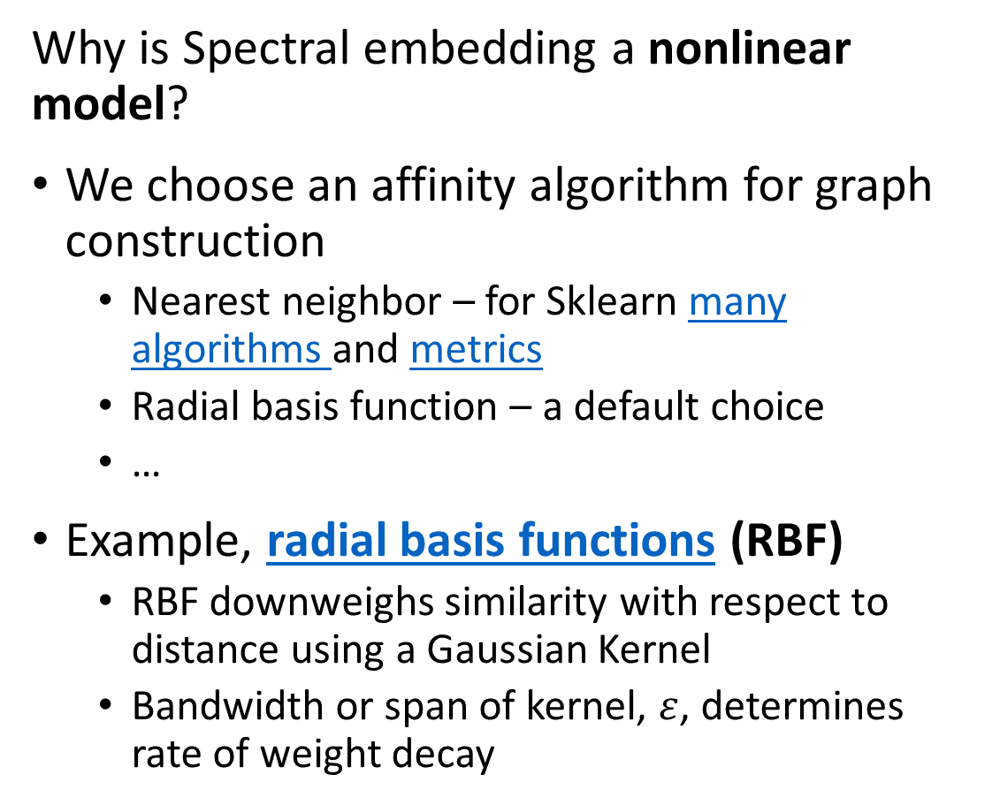 Why is Spectral embedding a nonlinear
model?
• We choose an affinity algorithm for graph
construction
• Nearest neighbor – for Sklearn many
algorithms and metrics
• Radial basis function – a default choice
• …
• Example, radial basis functions (RBF)
• RBF downweighs similarity with respect to
distance using a Gaussian Kernel
• Bandwidth or span of kernel, 𝜀, determines
rate of weight decay